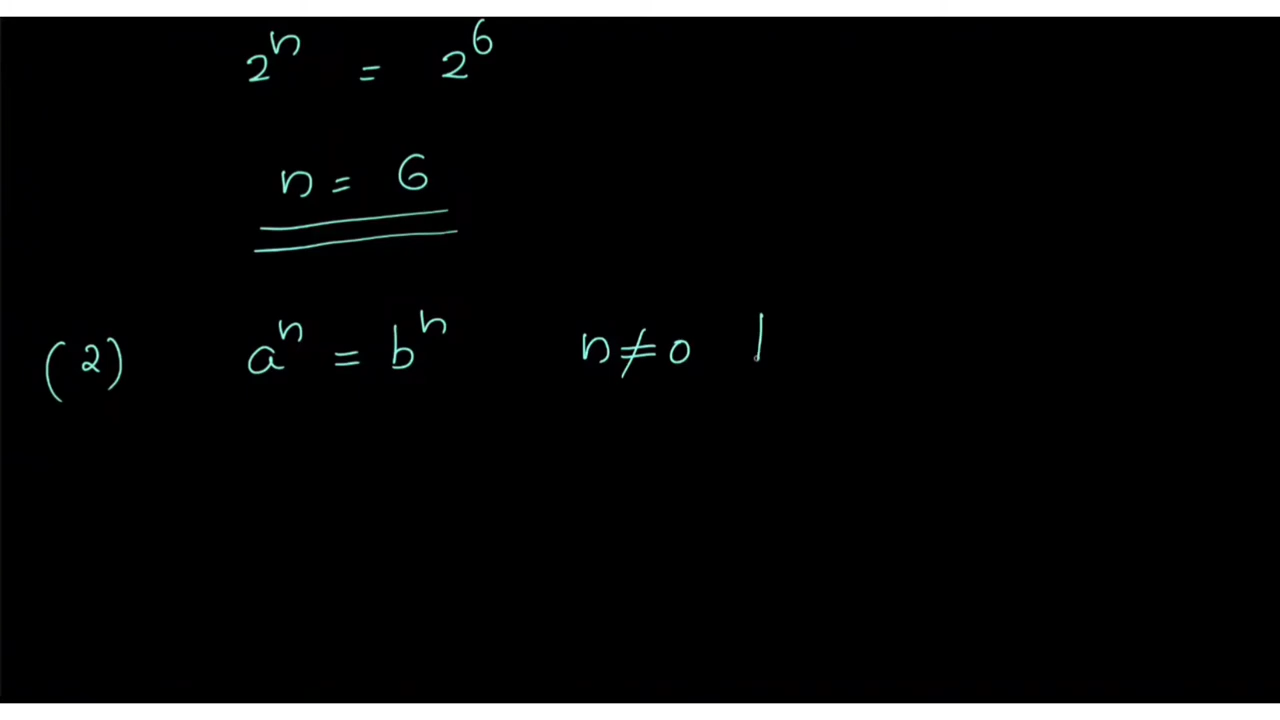 2^n = 2^6
n = 6
(2) a^n = b^n n ≠ 0